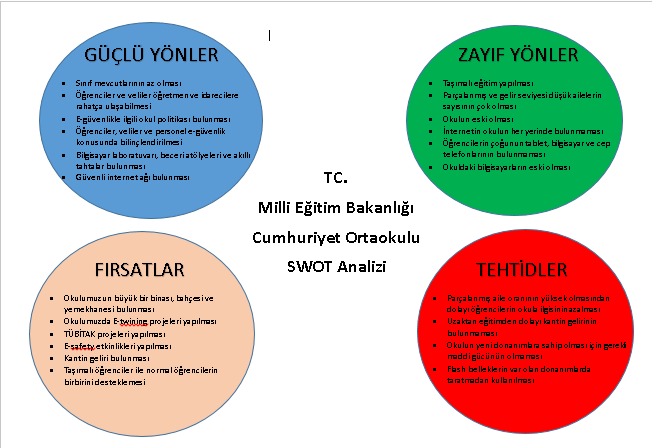 GÜÇLÜ YÖNLER
Sınıf mevcutlarının az olması
Öğrenciler ve veliler öğretmen ve idarecilere
rahatça ulaşabilmesi
E-güvenlikle ilgili okul politikası bulunması
Öğrenciler, veliler ve personel e-güvenlik
konusunda bilinçlendirilmesi
Bilgisayar laboratuvarı, beceri atölyeleri ve akıllı
tahtalar bulunması
Güvenli internet ağı bulunması
ZAYIF YÖNLER
Taşımalı eğitim yapılması
Parçalanmış ve gelir seviyesi düşük ailelerin
sayısının çok olması
Okulun eski olması
İnternetin okulun her yerinde bulunmaması
Öğrencilerin çoğunun tablet, bilgisayar ve cep
telefonlarının bulunmaması
Okuldaki bilgisayarların eski olması
TC.
Milli Eğitim Bakanlığı
Cumhuriyet Ortaokulu
SWOT Analizi
FIRSATLAR
Okulumuzun büyük bir binası, bahçesi ve
yemekhanesi bulunması
Okulumuzda E-twining projeleri yapılması
TÜBİTAK projeleri yapılması
E-safety etkinlikleri yapılması
Kantin geliri bulunması
Taşımalı öğrenciler ile normal öğrencilerin
birbirini desteklemesi
TEHTİDLER
Parçalanmış aile oranının yüksek olmasından
dolayı öğrencilerin okula ilgisinin azalması
Uzaktan eğitimden dolayı kantin gelirinin
bulunmaması
Okulun yeni donanımlara sahip olması için gerekli
maddi gücünün olmaması
Flash belleklerin var olan donanımlarda
taratmadan kullanılması